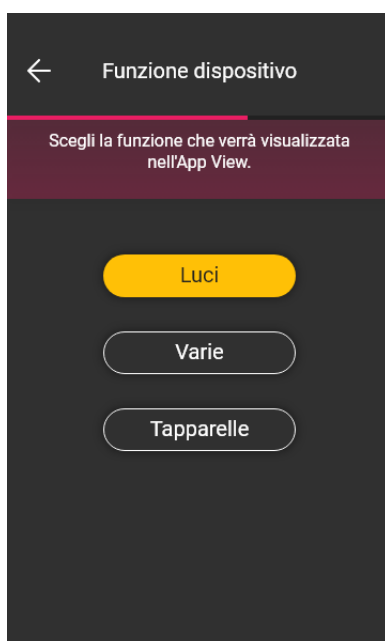 Funzione dispositivo
Scegli la funzione che verrà visualizzata
nell'App View.
Luci
Varie
Tapparelle